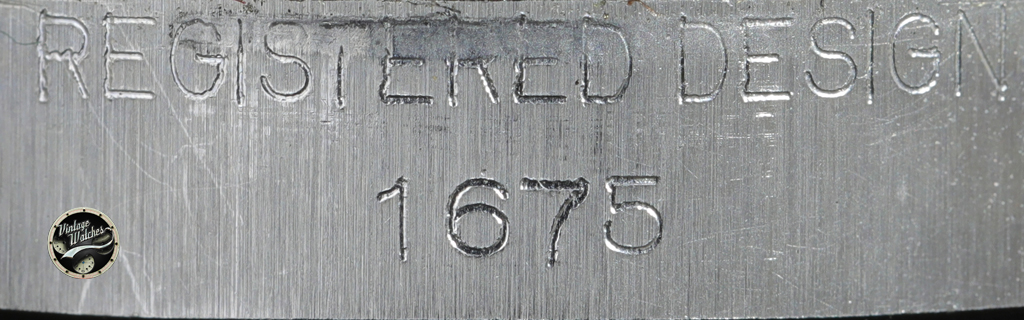 REGISTERED DESIGN
1675
Vintage
Watches